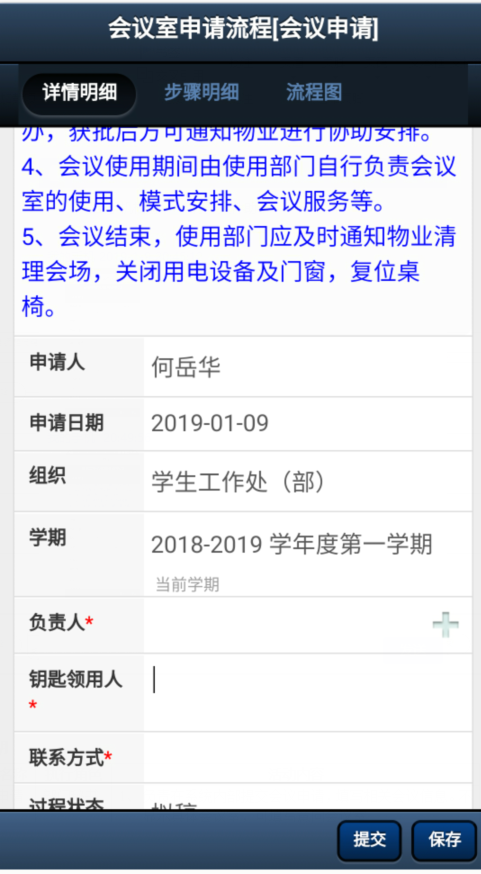 会议室申请流程[会议申请]
详情明细 步骤明细 流程图
办，获批后方可通知物业进行协助安排。
4、会议使用期间由使用部门自行负责会议
室的使用、模式安排、会议服务等。
5、会议结束，使用部门应及时通知物业清
理会场，关闭用电设备及门窗，复位桌
椅。
申请人 何岳华
申请日期 2019-01-09
组织 学生工作处（部）
学期 2018-2019 学年度第一学期
当前学期
负责人*
钥匙领用人
*
联系方式*
过程状态 拟稿
提交 保存